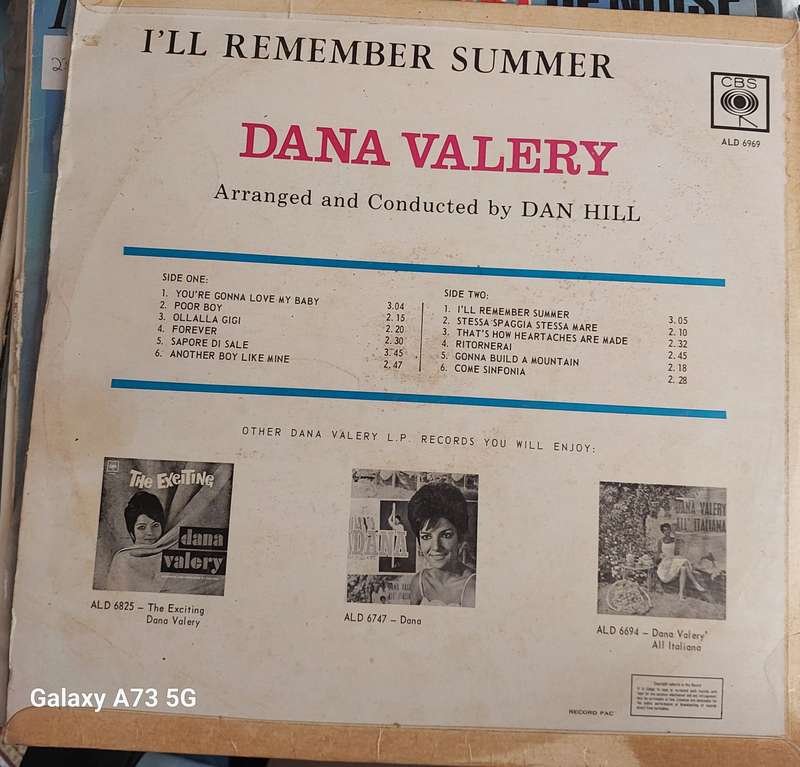 I'LL REMEMBER SUMMER
CBS
ALD 6969
DANA VALERY
Arranged and Conducted by DAN HILL
SIDE ONE:
1. YOU'RE GONNA LOVE MY BABY 3.04
2. POOR BOY 2.15
3. OLLALLA GIGI 2.20
4. FOREVER 2.30
5. SAPORE DI SALE 3.45
6. ANOTHER BOY LIKE MINE 2.47
SIDE TWO:
1. I'LL REMEMBER SUMMER 3.05
2. STESSA SPAGGIA STESSA MARE 2.10
3. THAT'S HOW HEARTACHES ARE MADE 2.32
4. RITORNERAI 2.45
5. GONNA BUILD A MOUNTAIN 2.18
6. COME SINFONIA 2.28
OTHER DANA VALERY L.P. RECORDS YOU WILL ENJOY:
THE EXCITING
dana
valery
DANA
DANA VALERY
ALL' ITALIANA
ALD 6825 – The Exciting
Dana Valery
ALD 6747 – Dana
ALD 6694 – Dana Valery'
All Italiana
RECORD PAC
Galaxy A73 5G